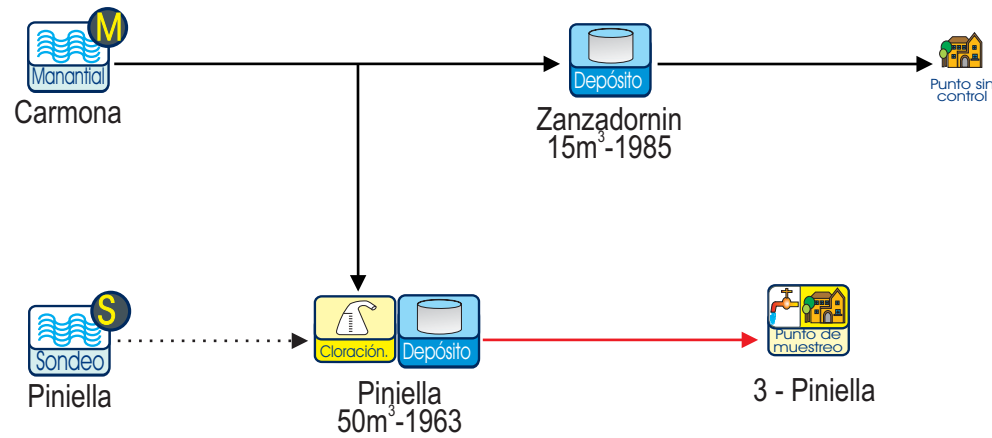 M
Manantial
Carmona
Depósito
Zanzadornin
15m³-1985
Punto sin
control
S
Sondeo
Piniella
Cloración.
Depósito
Piniella
50m³-1963
Punto de
muestreo
3 - Piniella